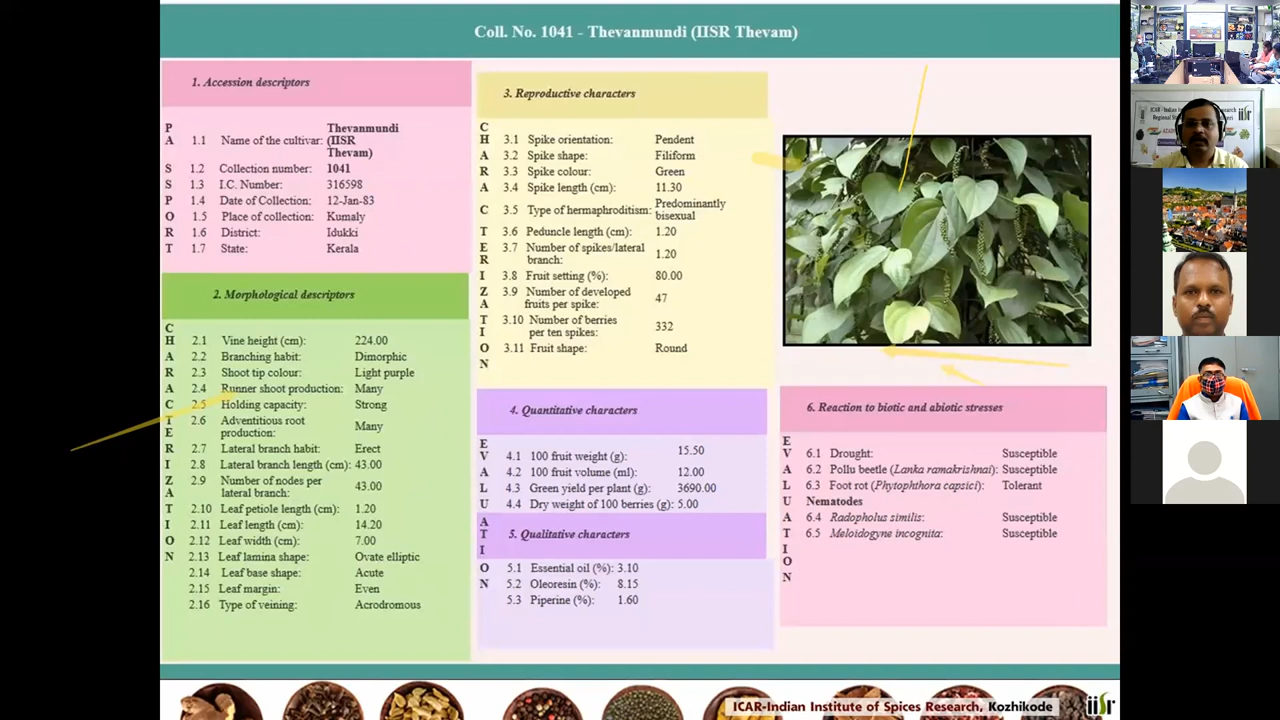 Coll. No. 1041 - Thevanmundi (IISR Thevam)
1. Accession descriptors
PASSPORT
1.1 Name of the cultivar: Thevanmundi (IISR Thevam)
1.2 Collection number: 1041
1.3 I.C. Number: 316598
1.4 Date of Collection: 12-Jan-83
1.5 Place of collection: Kumaly
1.6 District: Idukki
1.7 State: Kerala
2. Morphological descriptors
CHARACTERIZATION
2.1 Vine height (cm): 224.00
2.2 Branching habit: Dimorphic
2.3 Shoot tip colour: Light purple
2.4 Runner shoot production: Many
2.5 Holding capacity: Strong
2.6 Adventitious root production: Many
2.7 Lateral branch habit: Erect
2.8 Lateral branch length (cm): 43.00
2.9 Number of nodes per lateral branch: 43.00
2.10 Leaf petiole length (cm): 1.20
2.11 Leaf length (cm): 14.20
2.12 Leaf width (cm): 7.00
2.13 Leaf lamina shape: Ovate elliptic
2.14 Leaf base shape: Acute
2.15 Leaf margin: Even
2.16 Type of veining: Acrodromous
3. Reproductive characters
CHARACTERIZATION
3.1 Spike orientation: Pendent
3.2 Spike shape: Filiform
3.3 Spike colour: Green
3.4 Spike length (cm): 11.30
3.5 Type of hermaphroditism: Predominantly bisexual
3.6 Peduncle length (cm): 1.20
3.7 Number of spikes/lateral branch: 1.20
3.8 Fruit setting (%): 80.00
3.9 Number of developed fruits per spike: 47
3.10 Number of berries per ten spikes: 332
3.11 Fruit shape: Round
4. Quantitative characters
EVALUATION
4.1 100 fruit weight (g): 15.50
4.2 100 fruit volume (ml): 12.00
4.3 Green yield per plant (g): 3690.00
4.4 Dry weight of 100 berries (g): 5.00
5. Qualitative characters
5.1 Essential oil (%): 3.10
5.2 Oleoresin (%): 8.15
5.3 Piperine (%): 1.60
6. Reaction to biotic and abiotic stresses
EVALUATION
6.1 Drought: Susceptible
6.2 Pollu beetle (Lanka ramakrishnai): Susceptible
6.3 Foot rot (Phytophthora capsici): Tolerant
Nematodes
6.4 Radopholus similis: Susceptible
6.5 Meloidogyne incognita: Susceptible
ICAR-Indian Institute of Spices Research, Kozhikode
iisr